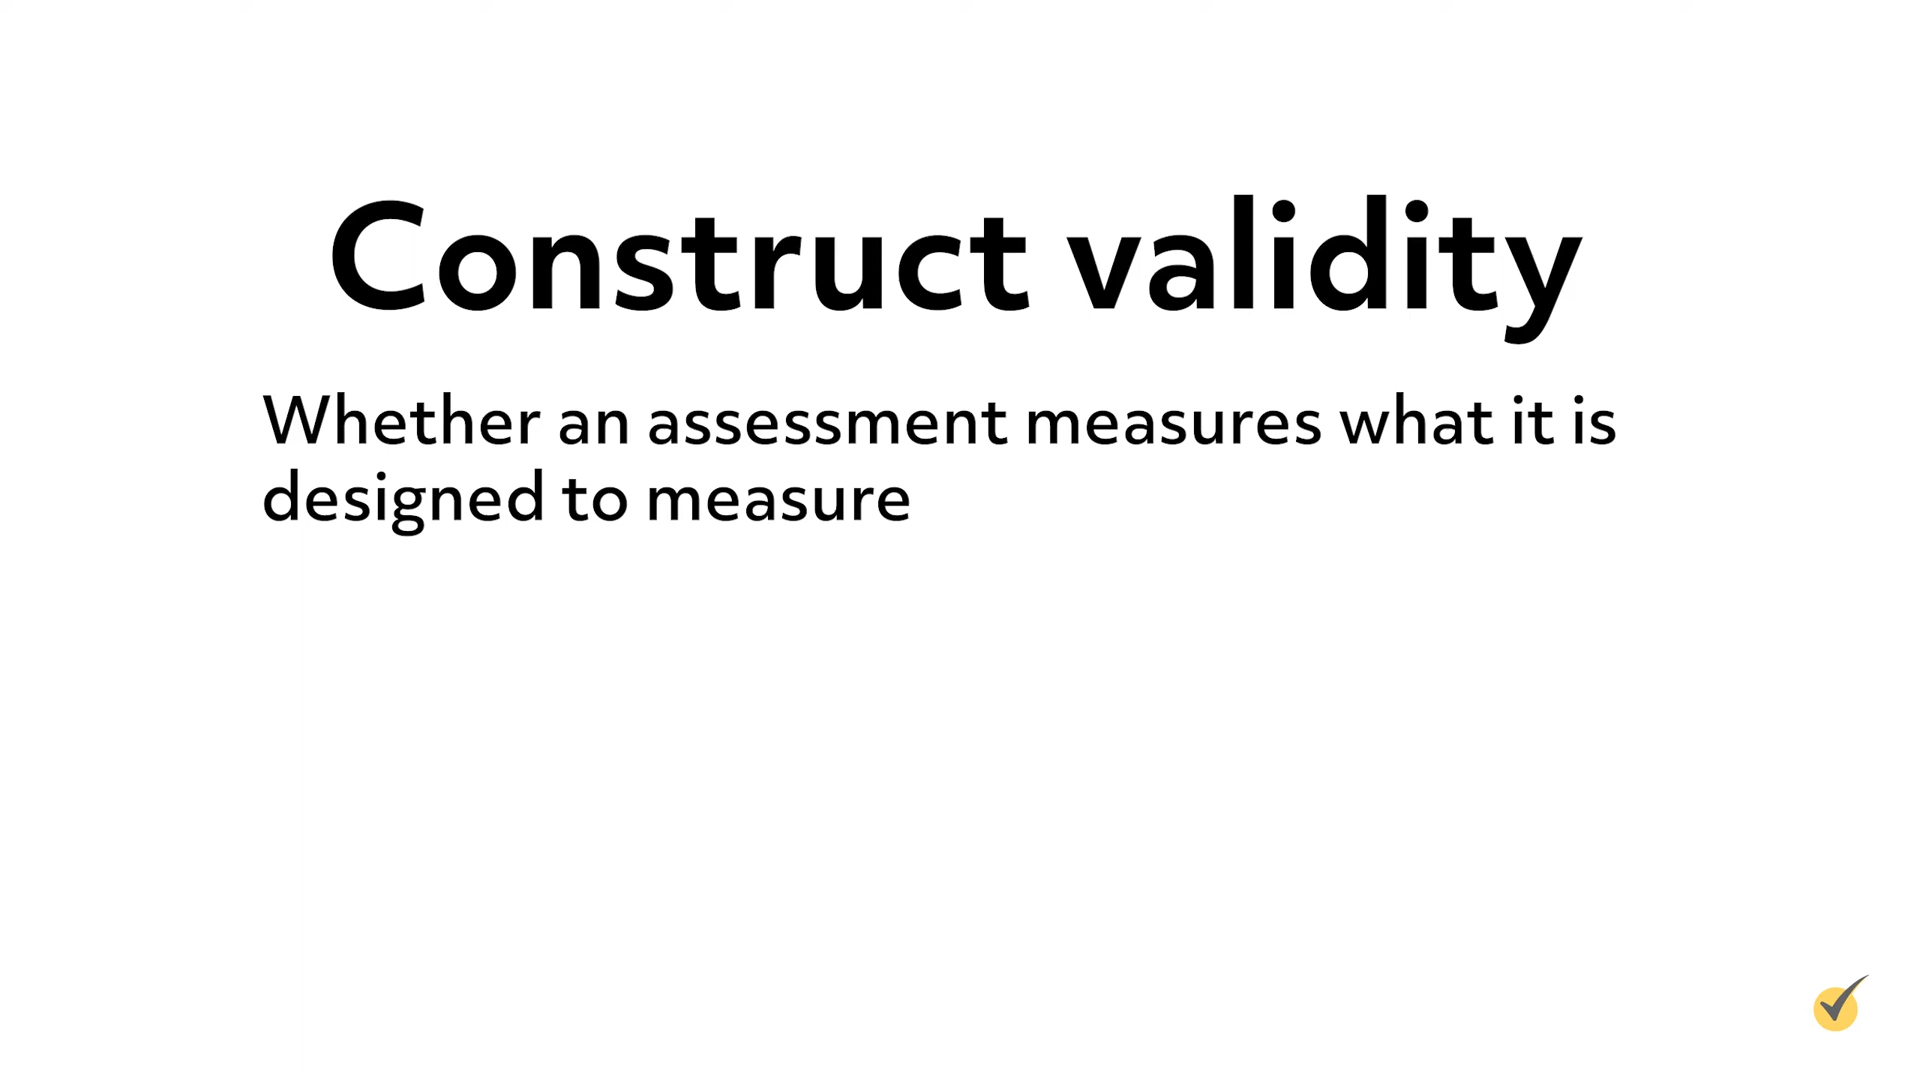 Construct validity
Whether an assessment measures what it is
designed to measure